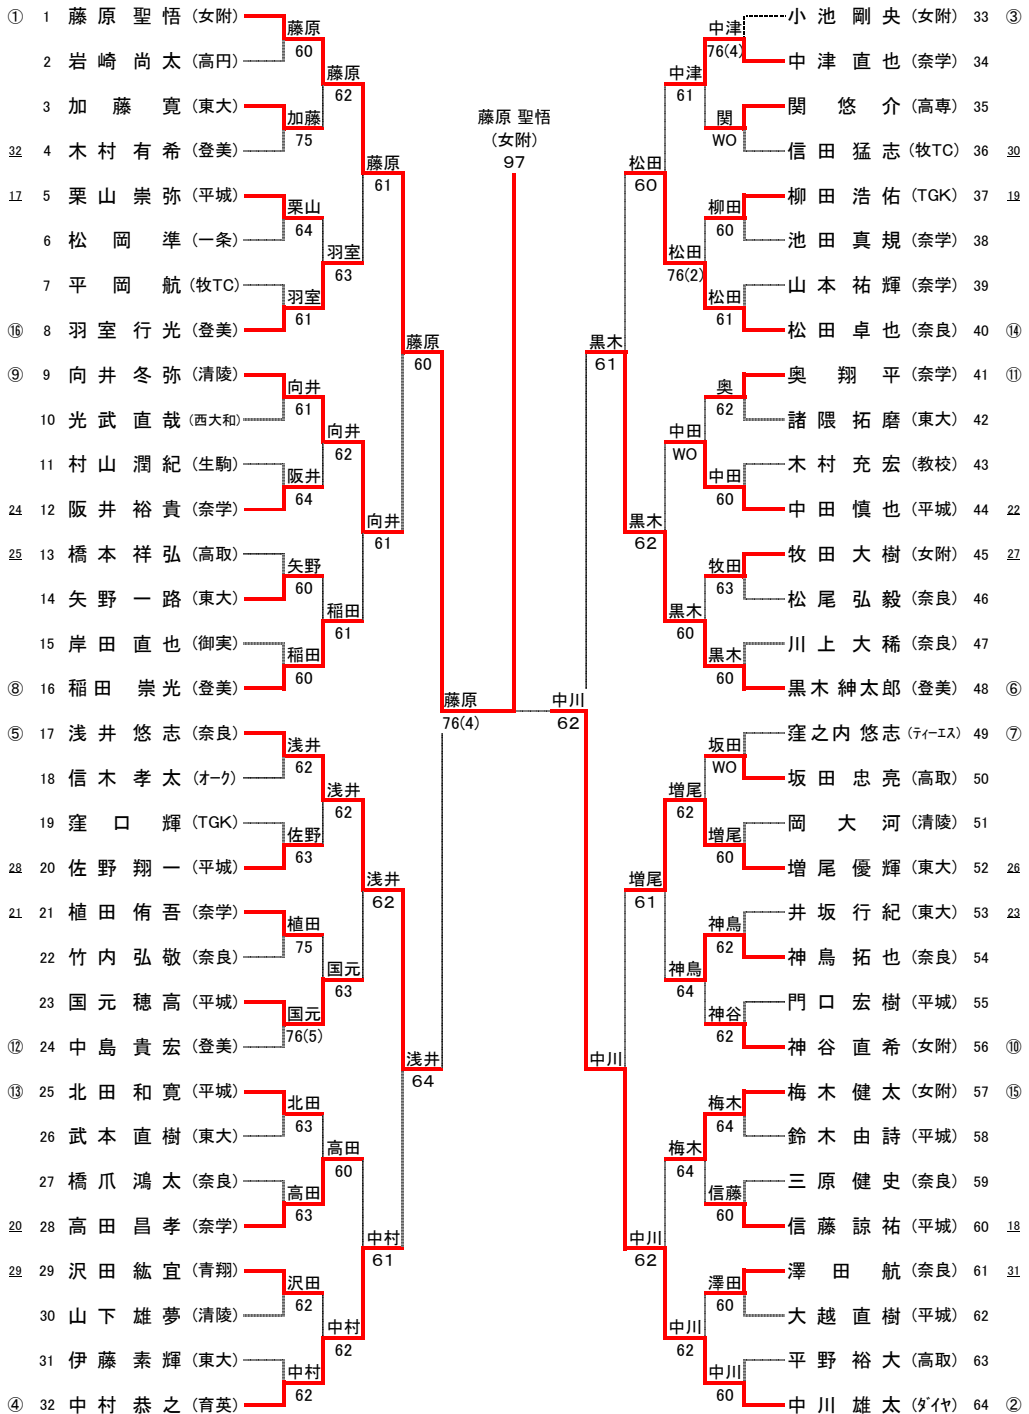 ① 1 藤原聖悟 (女附)
2 岩崎尚太 (高円)
3 加藤寛 (東大)
32 4 木村有希 (登美)
17 5 栗山崇弥 (平城)
6 松岡準 (一条)
7 平岡航 (牧TC)
⑯ 8 羽室行光 (登美)
⑨ 9 向井冬弥 (清陵)
10 光武直哉 (西大和)
11 村山潤紀 (生駒)
24 12 阪井裕貴 (奈学)
25 13 橋本祥弘 (高取)
14 矢野一路 (東大)
15 岸田直也 (御実)
⑧ 16 稲田崇光 (登美)
⑤ 17 浅井悠志 (奈良)
18 信木孝太 (オーク)
19 窪口輝 (TGK)
28 20 佐野翔一 (平城)
21 21 植田侑吾 (奈学)
22 竹内弘敬 (奈良)
23 国元穂高 (平城)
⑫ 24 中島貴宏 (登美)
⑬ 25 北田和寛 (平城)
26 武本直樹 (東大)
27 橋爪鴻太 (奈良)
20 28 高田昌孝 (奈学)
29 29 沢田紘宜 (青翔)
30 山下雄夢 (清陵)
31 伊藤素輝 (東大)
④ 32 中村恭之 (育英)
藤原
60
加藤
75
栗山
64
羽室
61
向井
61
阪井
64
矢野
60
稲田
60
浅井
62
佐野
63
植田
75
国元
76(5)
北田
63
高田
63
沢田
62
中村
62
藤原
62
羽室
63
向井
62
稲田
61
浅井
62
国元
63
高田
60
中村
62
藤原
61
向井
61
浅井
62
中村
61
藤原
60
浅井
64
藤原
76(4)
藤原 聖悟
(女附)
97
中川
62
黒木
61
中川
松田
60
黒木
62
増尾
61
中川
62
中津
61
松田
76(2)
中田
WO
黒木
60
増尾
62
神鳥
64
梅木
64
中川
62
中津
76(4)
関
WO
柳田
60
松田
61
奥
62
中田
60
牧田
63
黒木
60
坂田
WO
増尾
60
神鳥
62
神谷
62
梅木
64
信藤
60
澤田
60
中川
60
小池剛央 (女附) 33 ③
中津直也 (奈学) 34
関悠介 (高専) 35
信田猛志 (牧TC) 36 30
柳田浩佑 (TGK) 37 19
池田真規 (奈学) 38
山本祐輝 (奈学) 39
松田卓也 (奈良) 40 ⑭
奥翔平 (奈学) 41 ⑪
諸隈拓磨 (東大) 42
木村充宏 (教校) 43
中田慎也 (平城) 44 22
牧田大樹 (女附) 45 27
松尾弘毅 (奈良) 46
川上大稀 (奈良) 47
黒木紳太郎 (登美) 48 ⑥
窪之内悠志 (ティーエス) 49 ⑦
坂田忠亮 (高取) 50
岡大河 (清陵) 51
増尾優輝 (東大) 52 26
井坂行紀 (東大) 53 23
神鳥拓也 (奈良) 54
門口宏樹 (平城) 55
神谷直希 (女附) 56 ⑩
梅木健太 (女附) 57 ⑮
鈴木由詩 (平城) 58
三原健史 (奈良) 59
信藤諒祐 (平城) 60 18
澤田航 (奈良) 61 31
大越直樹 (平城) 62
平野裕大 (高取) 63
中川雄太 (ダイヤ) 64 ②